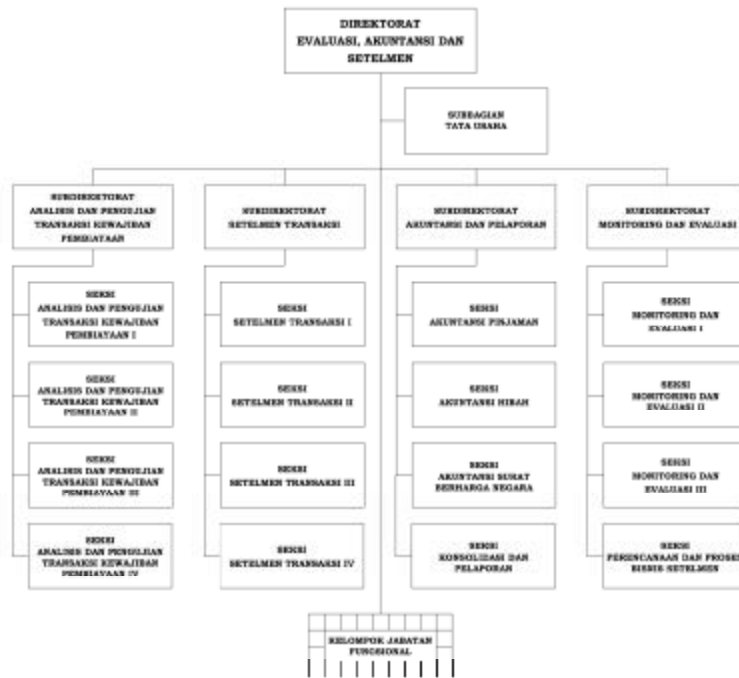 DIREKTORAT
EVALUASI, AKUNTANSI DAN
SETELMEN
SUBBAGIAN
TATA USAHA
SUBDIREKTORAT
ANALISIS DAN PENGUJIAN
TRANSAKSI KEWAJIBAN
PEMBIAYAAN
SUBDIREKTORAT
SETELMEN TRANSAKSI
SUBDIREKTORAT
AKUNTANSI DAN PELAPORAN
SUBDIREKTORAT
MONITORING DAN EVALUASI
SEKSI
ANALISIS DAN PENGUJIAN
TRANSAKSI KEWAJIBAN
PEMBIAYAAN I
SEKSI
SETELMEN TRANSAKSI I
SEKSI
AKUNTANSI PINJAMAN
SEKSI
MONITORING DAN
EVALUASI I
SEKSI
ANALISIS DAN PENGUJIAN
TRANSAKSI KEWAJIBAN
PEMBIAYAAN II
SEKSI
SETELMEN TRANSAKSI II
SEKSI
AKUNTANSI HIBAH
SEKSI
MONITORING DAN
EVALUASI II
SEKSI
ANALISIS DAN PENGUJIAN
TRANSAKSI KEWAJIBAN
PEMBIAYAAN III
SEKSI
SETELMEN TRANSAKSI III
SEKSI
AKUNTANSI SURAT
BERHARGA NEGARA
SEKSI
MONITORING DAN
EVALUASI III
SEKSI
ANALISIS DAN PENGUJIAN
TRANSAKSI KEWAJIBAN
PEMBIAYAAN IV
SEKSI
SETELMEN TRANSAKSI IV
SEKSI
KONSOLIDASI DAN
PELAPORAN
SEKSI
PERENCANAAN DAN PROSES
BISNIS SETELMEN
KELOMPOK JABATAN
FUNGSIONAL